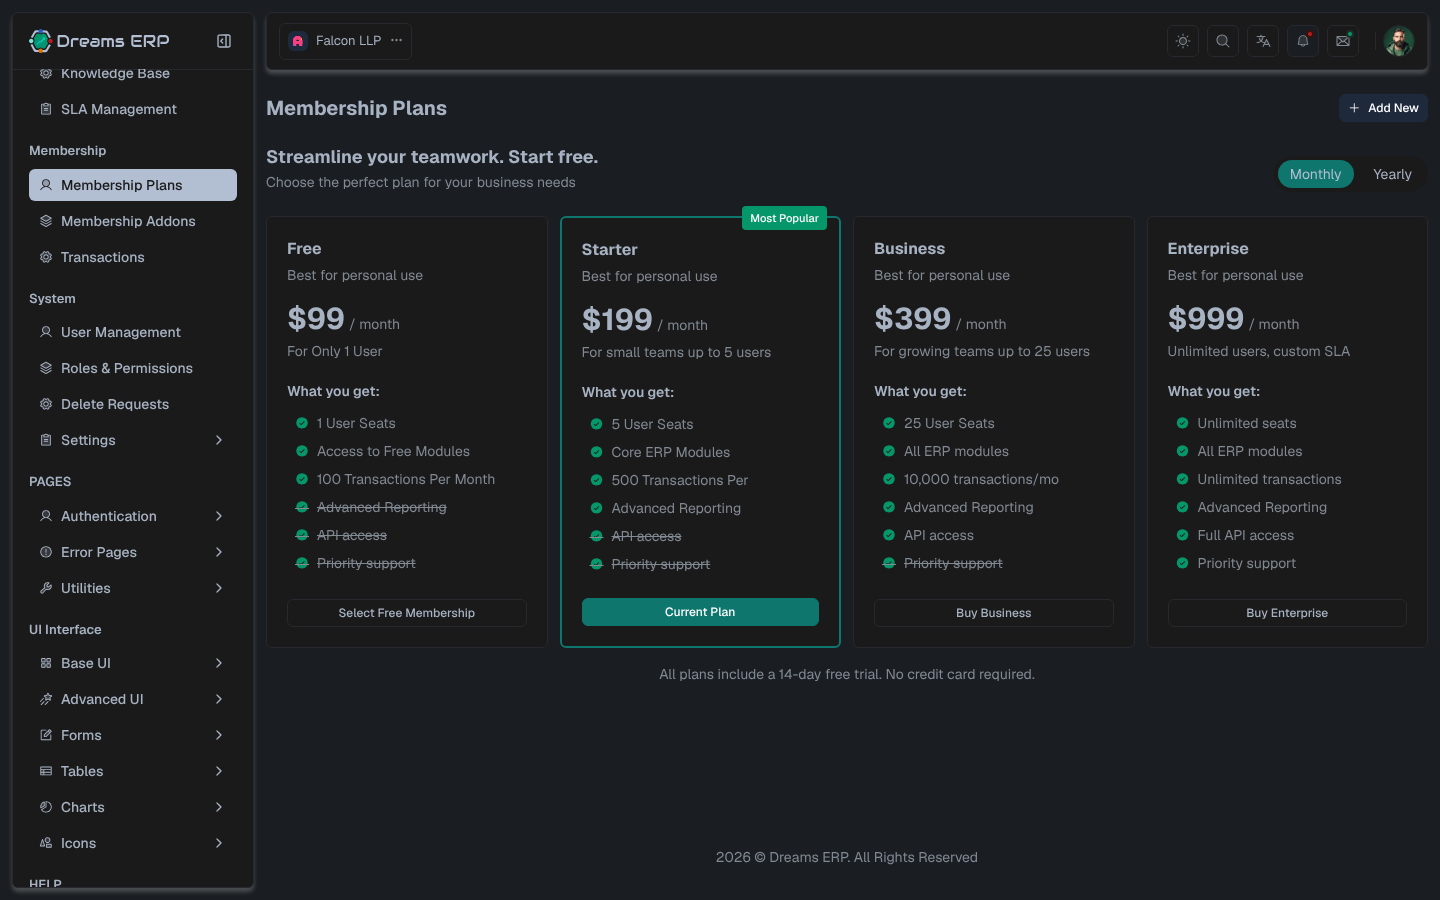 Dreams ERP
Knowledge Base
SLA Management
Membership
Membership Plans
Membership Addons
Transactions
System
User Management
Roles & Permissions
Delete Requests
Settings
PAGES
Authentication
Error Pages
Utilities
UI Interface
Base UI
Advanced UI
Forms
Tables
Charts
Icons
HELP
Falcon LLP
Membership Plans
Add New
Streamline your teamwork. Start free.
Choose the perfect plan for your business needs
Monthly
Yearly
Free
Best for personal use
$99 / month
For Only 1 User
What you get:
1 User Seats
Access to Free Modules
100 Transactions Per Month
Advanced Reporting
API access
Priority support
Select Free Membership
Most Popular
Starter
Best for personal use
$199 / month
For small teams up to 5 users
What you get:
5 User Seats
Core ERP Modules
500 Transactions Per
Advanced Reporting
API access
Priority support
Current Plan
Business
Best for personal use
$399 / month
For growing teams up to 25 users
What you get:
25 User Seats
All ERP modules
10,000 transactions/mo
Advanced Reporting
API access
Priority support
Buy Business
Enterprise
Best for personal use
$999 / month
Unlimited users, custom SLA
What you get:
Unlimited seats
All ERP modules
Unlimited transactions
Advanced Reporting
Full API access
Priority support
Buy Enterprise
All plans include a 14-day free trial. No credit card required.
2026 © Dreams ERP. All Rights Reserved